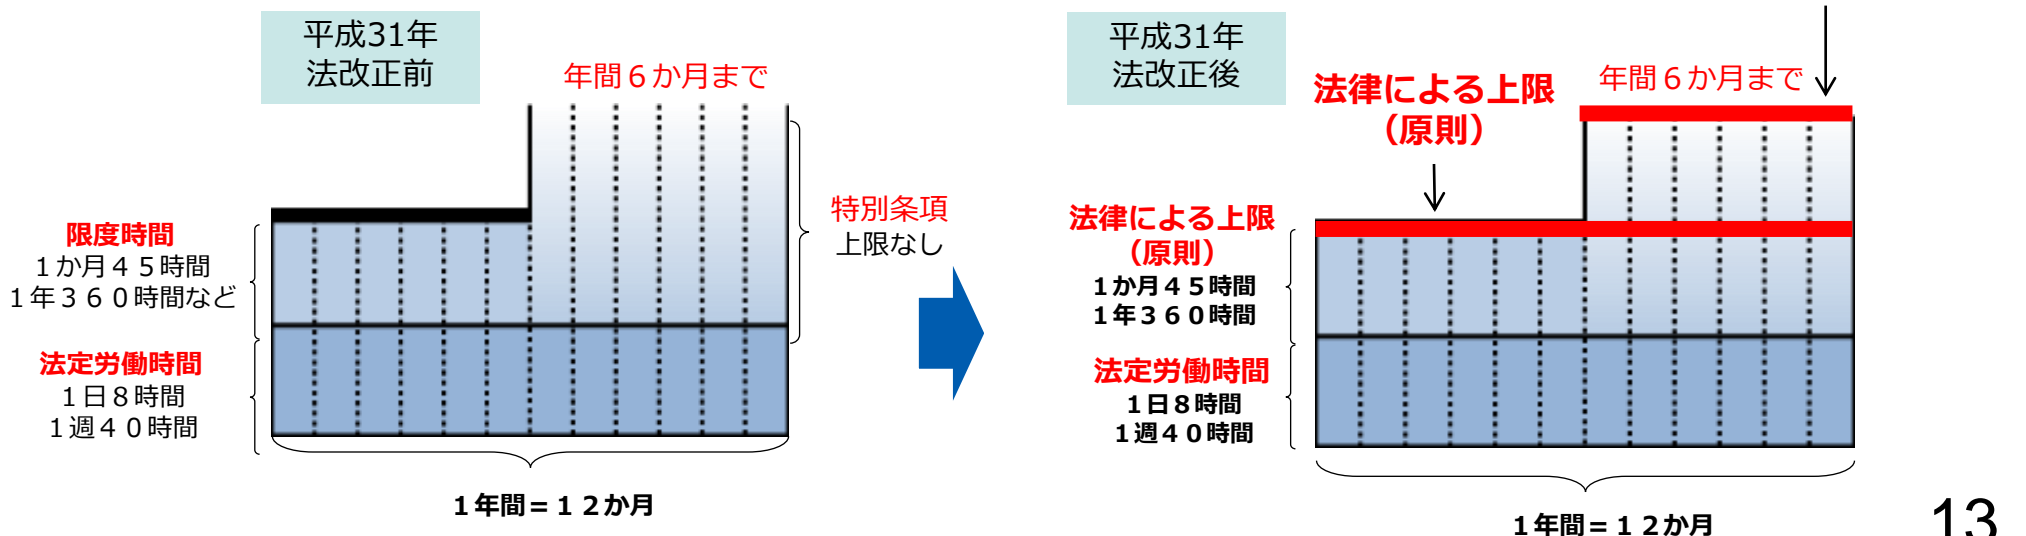 平成31年
法改正前
年間６か月まで
限度時間
１か月４５時間
１年３６０時間など
法定労働時間
１日８時間
１週４０時間
特別条項
上限なし
１年間＝１２か月
平成31年
法改正後
法律による上限
（原則）
年間６か月まで
法律による上限
（原則）
１か月４５時間
１年３６０時間
法定労働時間
１日８時間
１週４０時間
１年間＝１２か月
13